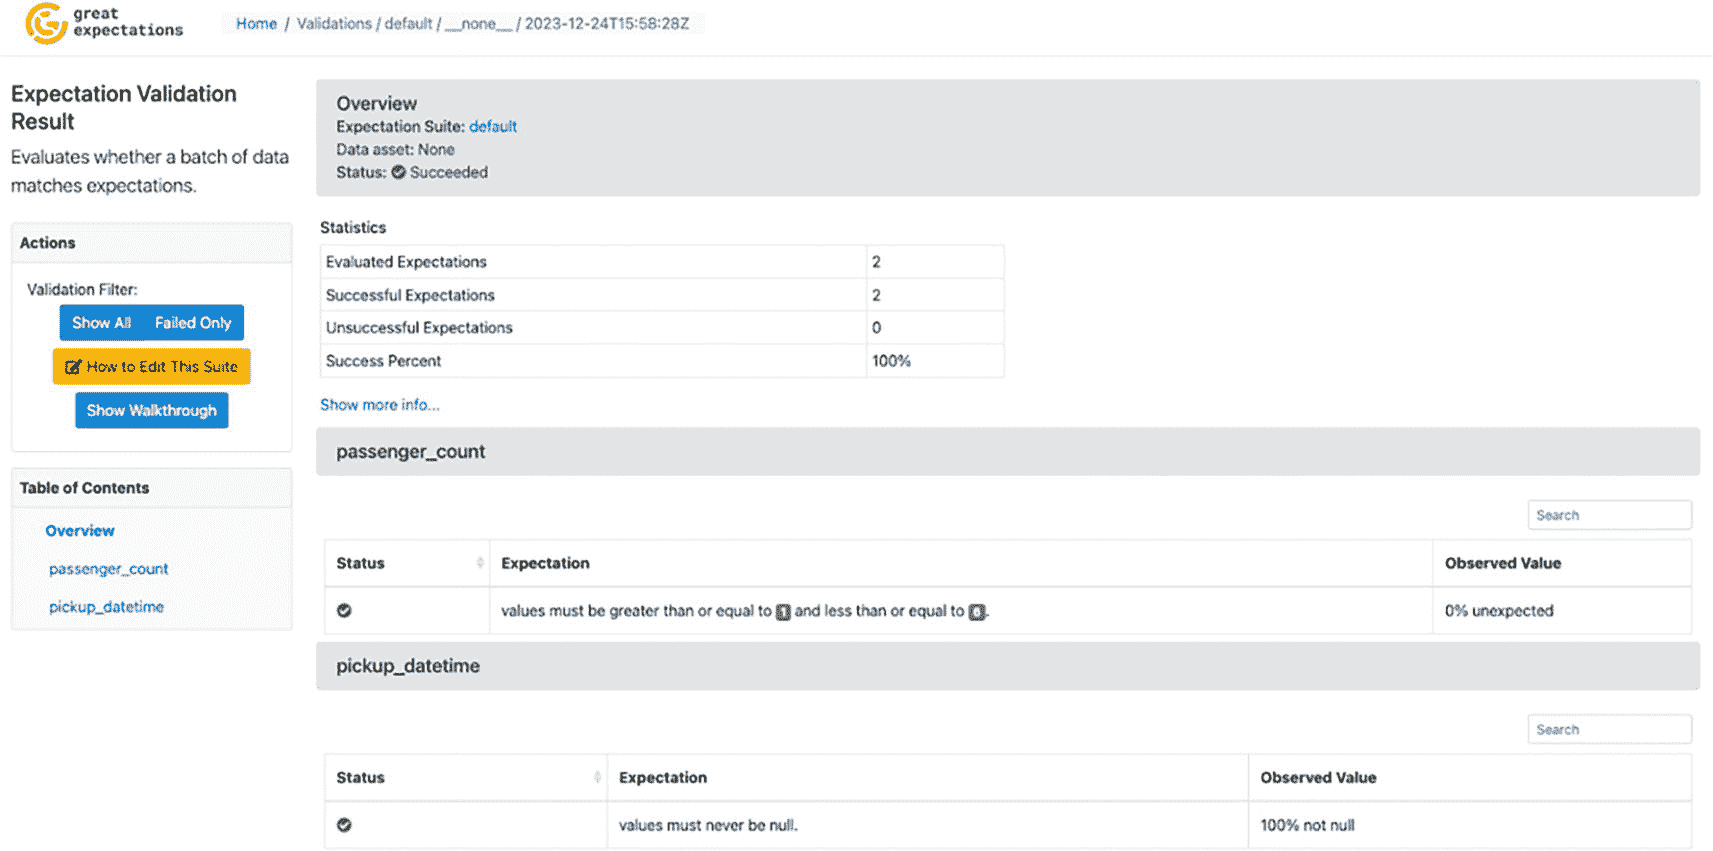 great
expectations
Home / Validations / default / __none__ / 2023-12-24T15:58:28Z
Expectation Validation
Result
Evaluates whether a batch of data
matches expectations.
Actions
Validation Filter:
Show All Failed Only
How to Edit This Suite
Show Walkthrough
Table of Contents
Overview
passenger_count
pickup_datetime
Overview
Expectation Suite: default
Data asset: None
Status: Succeeded
Statistics
Evaluated Expectations 2
Successful Expectations 2
Unsuccessful Expectations 0
Success Percent 100%
Show more info...
passenger_count
Search
Status Expectation Observed Value
values must be greater than or equal to 1 and less than or equal to 6. 0% unexpected
pickup_datetime
Search
Status Expectation Observed Value
values must never be null. 100% not null